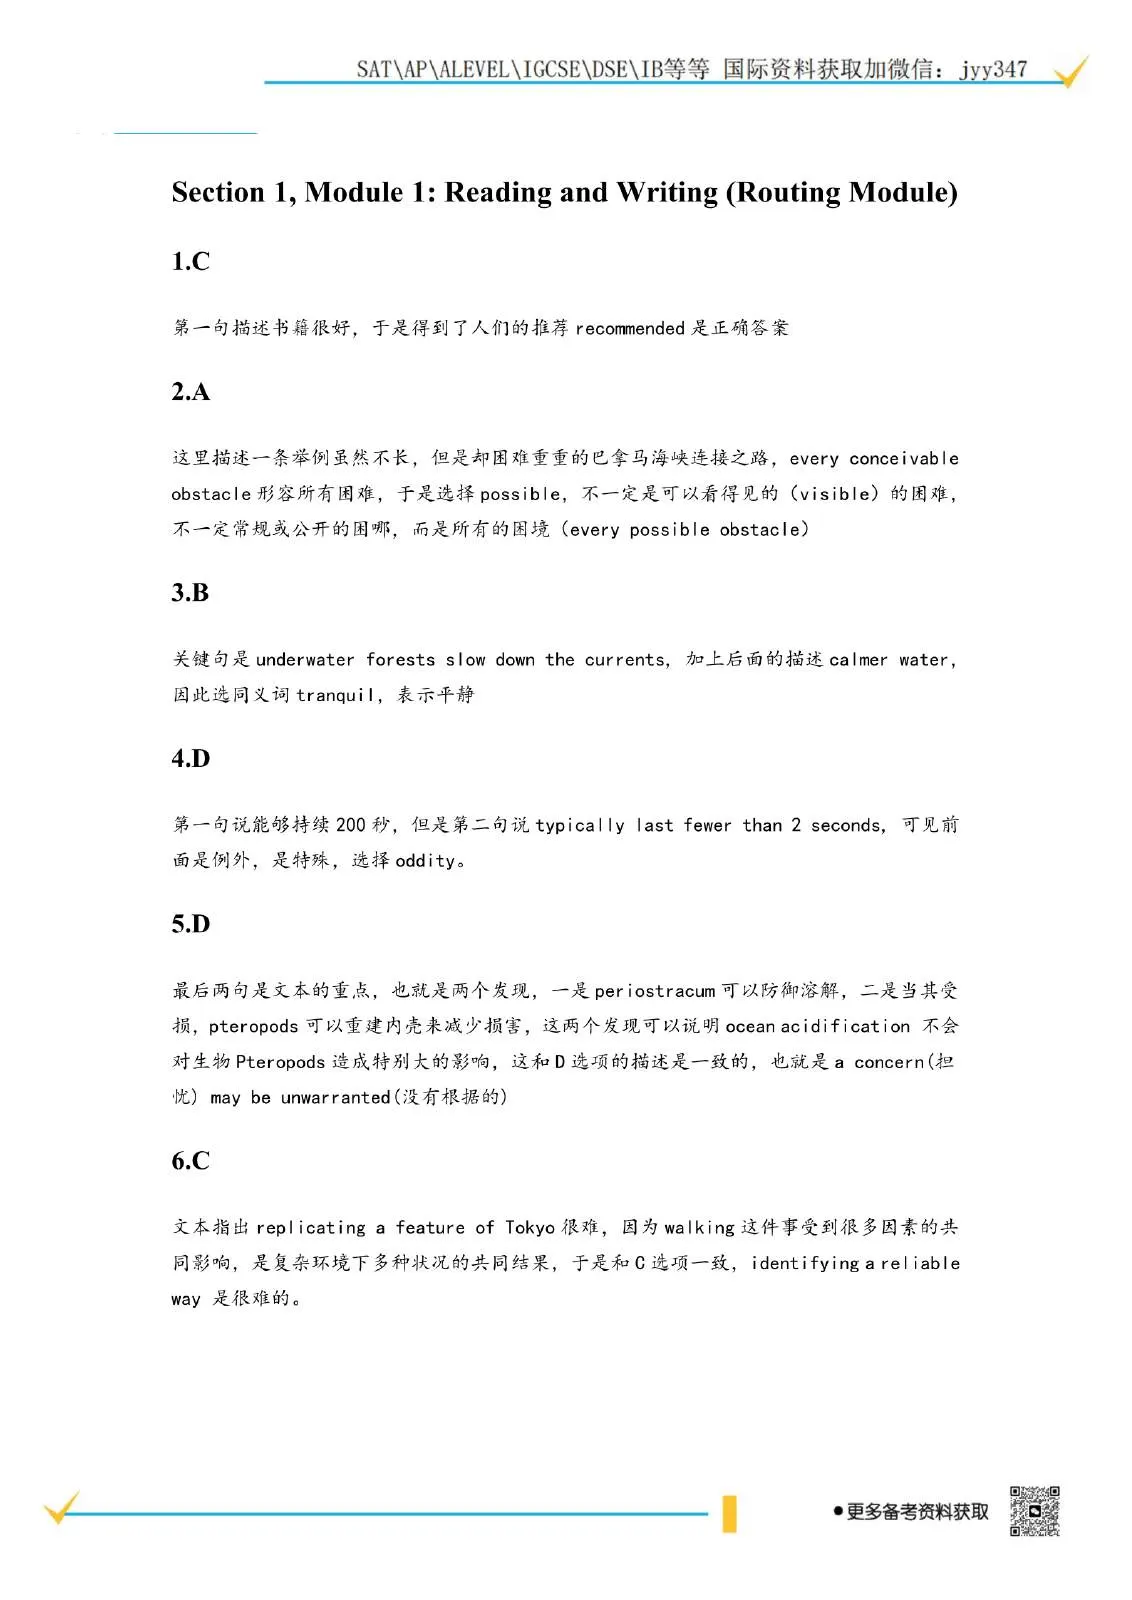 SAT\AP\ALEVEL\IGCSE\DSE\IB等等 国际资料获取加微信：jyy347
Section 1, Module 1: Reading and Writing (Routing Module)
1.C
第一句描述书籍很好，于是得到了人们的推荐 recommended 是正确答案
2.A
这里描述一条举例虽然不长，但是却困难重重的巴拿马海峡连接之路，every conceivable
obstacle 形容所有困难，于是选择 possible，不一定是可以看得见的（visible）的困难，
不一定常规或公开的困哪，而是所有的困境（every possible obstacle）
3.B
关键句是 underwater forests slow down the currents，加上后面的描述 calmer water，
因此选同义词 tranquil，表示平静
4.D
第一句说能够持续 200 秒，但是第二句说 typically last fewer than 2 seconds，可见前
面是例外，是特殊，选择 oddity。
5.D
最后两句是文本的重点，也就是两个发现，一是 periostracum 可以防御溶解，二是当其受
损，pteropods 可以重建内壳来减少损害，这两个发现可以说明 ocean acidification 不会
对生物 Pteropods 造成特别大的影响，这和 D 选项的描述是一致的，也就是 a concern(担
忧) may be unwarranted(没有根据的)
6.C
文本指出 replicating a feature of Tokyo 很难，因为 walking 这件事受到很多因素的共
同影响，是复杂环境下多种状况的共同结果，于是和 C 选项一致，identifying a reliable
way 是很难的。
●更多备考资料获取